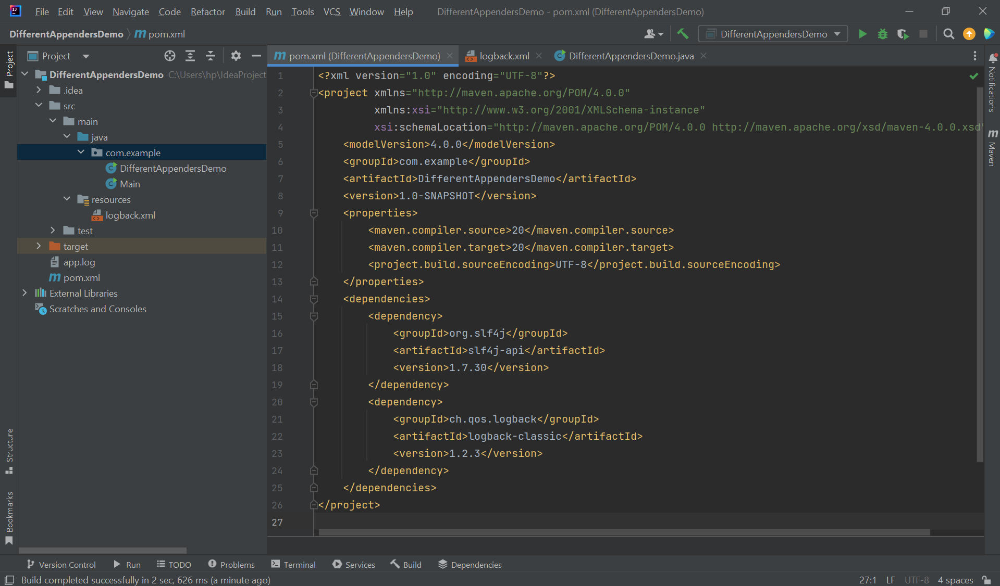 File Edit View Navigate Code Refactor Build Run Tools VCS Window Help DifferentAppendersDemo - pom.xml (DifferentAppendersDemo)
DifferentAppendersDemo m pom.xml DifferentAppendersDemo
Project
Project
m pom.xml (DifferentAppendersDemo) logback.xml DifferentAppendersDemo.java
DifferentAppendersDemo C:\Users\hp\IdeaProject
.idea
src
main
java
com.example
DifferentAppendersDemo
Main
resources
logback.xml
test
target
app.log
m pom.xml
External Libraries
Scratches and Consoles
Structure
Bookmarks
1 <?xml version="1.0" encoding="UTF-8"?>
2 <project xmlns="http://maven.apache.org/POM/4.0.0"
3 xmlns:xsi="http://www.w3.org/2001/XMLSchema-instance"
4 xsi:schemaLocation="http://maven.apache.org/POM/4.0.0 http://maven.apache.org/xsd/maven-4.0.0.xsd"
5 <modelVersion>4.0.0</modelVersion>
6 <groupId>com.example</groupId>
7 <artifactId>DifferentAppendersDemo</artifactId>
8 <version>1.0-SNAPSHOT</version>
9 <properties>
10 <maven.compiler.source>20</maven.compiler.source>
11 <maven.compiler.target>20</maven.compiler.target>
12 <project.build.sourceEncoding>UTF-8</project.build.sourceEncoding>
13 </properties>
14 <dependencies>
15 <dependency>
16 <groupId>org.slf4j</groupId>
17 <artifactId>slf4j-api</artifactId>
18 <version>1.7.30</version>
19 </dependency>
20 <dependency>
21 <groupId>ch.qos.logback</groupId>
22 <artifactId>logback-classic</artifactId>
23 <version>1.2.3</version>
24 </dependency>
25 </dependencies>
26 </project>
27
Notifications
m Maven
Version Control Run TODO Problems Terminal Services Build Dependencies
Build completed successfully in 2 sec, 626 ms (a minute ago) 27:1 LF UTF-8 4 spaces